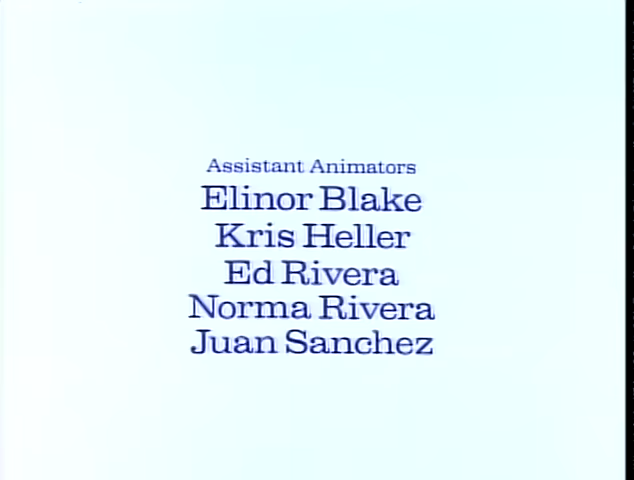 Assistant Animators
Elinor Blake
Kris Heller
Ed Rivera
Norma Rivera
Juan Sanchez